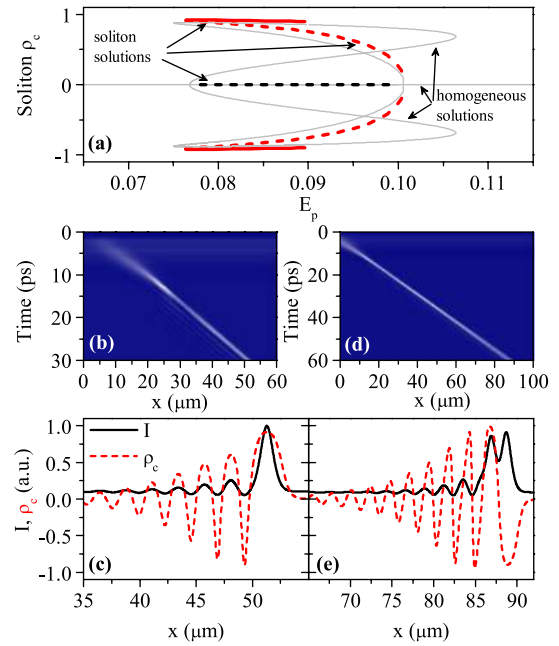 Soliton ρc
1
0
-1
soliton
solutions
homogeneous
solutions
(a)
0.07 0.08 0.09 0.10 0.11
Ep
Time (ps)
0
10
20
30
(b)
0 10 20 30 40 50 60
x (μm)
Time (ps)
0
20
40
60
(d)
0 20 40 60 80 100
x (μm)
I, ρc (a.u.)
1.0
0.5
0.0
-0.5
-1.0
I
ρc
(c)
35 40 45 50
x (μm)
(e)
70 75 80 85 90
x (μm)